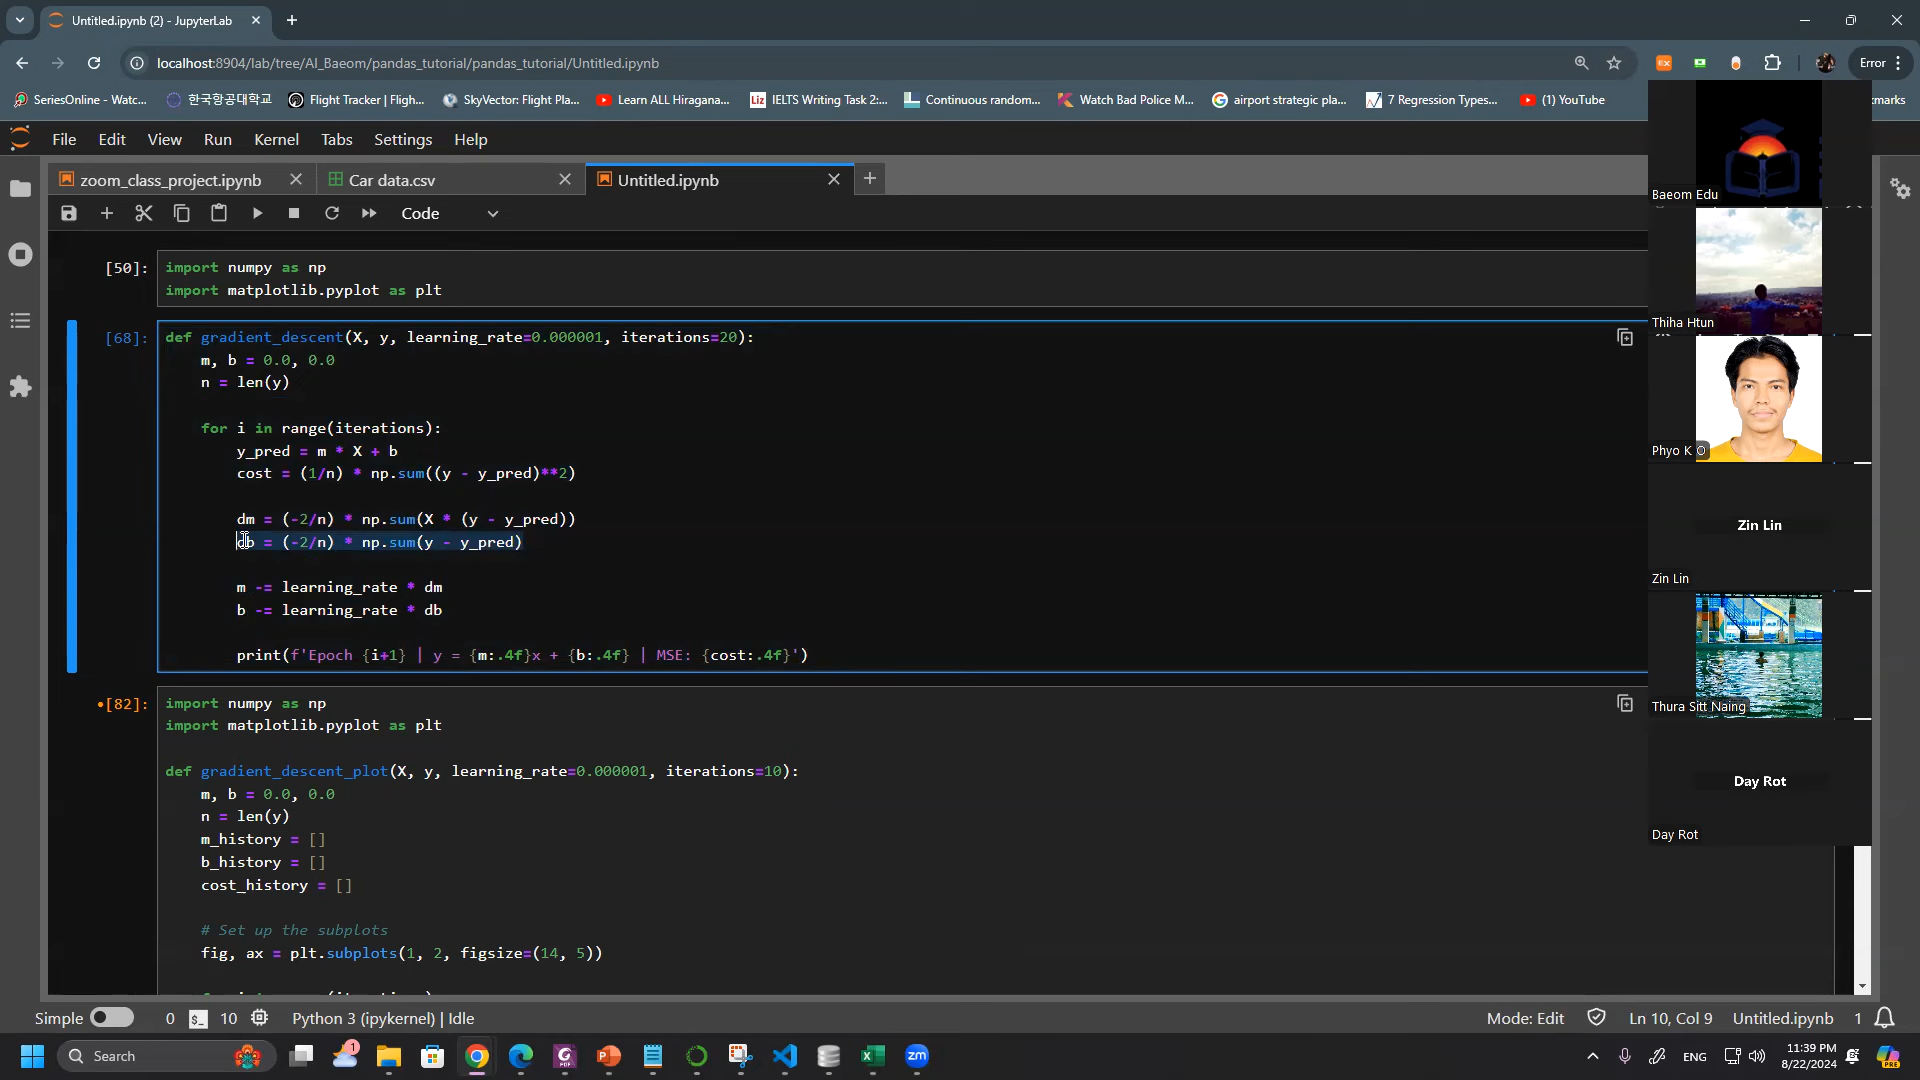 Untitled.ipynb (2) - JupyterLab
localhost:8904/lab/tree/AI_Baeom/pandas_tutorial/pandas_tutorial/Untitled.ipynb
Error
SeriesOnline - Watc...
한국항공대학교
Flight Tracker | Fligh...
SkyVector: Flight Pla...
Learn ALL Hiragana...
Liz
IELTS Writing Task 2:...
Continuous random...
Watch Bad Police M...
airport strategic pla...
7 Regression Types...
(1) YouTube
kmarks
File Edit View Run Kernel Tabs Settings Help
zoom_class_project.ipynb
Car data.csv
Untitled.ipynb
Code
[50]:
import numpy as np
import matplotlib.pyplot as plt
[68]:
def gradient_descent(X, y, learning_rate=0.000001, iterations=20):
m, b = 0.0, 0.0
n = len(y)
for i in range(iterations):
y_pred = m * X + b
cost = (1/n) * np.sum((y - y_pred)**2)
dm = (-2/n) * np.sum(X * (y - y_pred))
db = (-2/n) * np.sum(y - y_pred)
m -= learning_rate * dm
b -= learning_rate * db
print(f'Epoch {i+1} | y = {m:.4f}x + {b:.4f} | MSE: {cost:.4f}')
•[82]:
import numpy as np
import matplotlib.pyplot as plt
def gradient_descent_plot(X, y, learning_rate=0.000001, iterations=10):
m, b = 0.0, 0.0
n = len(y)
m_history = []
b_history = []
cost_history = []
# Set up the subplots
fig, ax = plt.subplots(1, 2, figsize=(14, 5))
Baeom Edu
Thiha Htun
Phyo K O
Zin Lin
Zin Lin
Thura Sitt Naing
Day Rot
Day Rot
Simple 0 10 Python 3 (ipykernel) | Idle
Mode: Edit Ln 10, Col 9 Untitled.ipynb 1
Search
1
zm
ENG
11:39 PM
8/22/2024
PRE